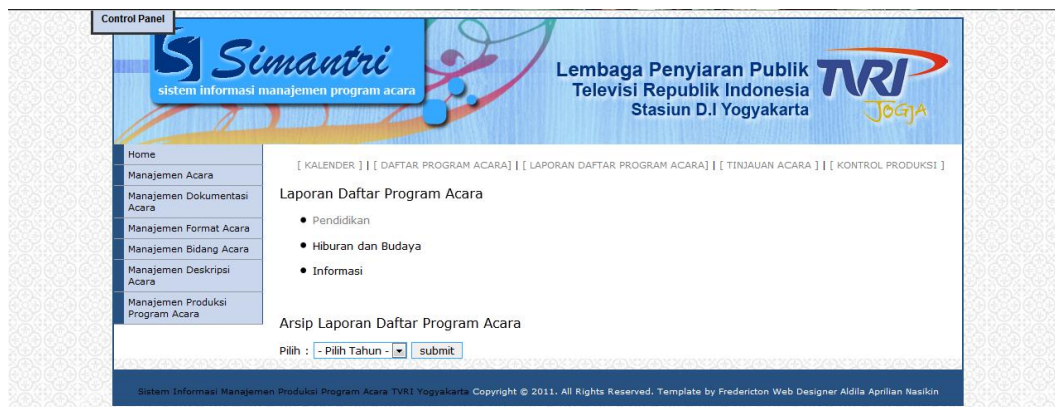 Control Panel
Simantri
sistem informasi manajemen program acara
Lembaga Penyiaran Publik
Televisi Republik Indonesia
Stasiun D.I Yogyakarta
TVRI
JOGJA
Home
Manajemen Acara
Manajemen Dokumentasi
Acara
Manajemen Format Acara
Manajemen Bidang Acara
Manajemen Deskripsi
Acara
Manajemen Produksi
Program Acara
[ KALENDER ] | [ DAFTAR PROGRAM ACARA] | [ LAPORAN DAFTAR PROGRAM ACARA] | [ TINJAUAN ACARA ] | [ KONTROL PRODUKSI ]
Laporan Daftar Program Acara
• Pendidikan
• Hiburan dan Budaya
• Informasi
Arsip Laporan Daftar Program Acara
Pilih : - Pilih Tahun - submit
Sistem Informasi Manajemen Produksi Program Acara TVRI Yogyakarta Copyright © 2011. All Rights Reserved. Template by Fredericton Web Designer Aldila Aprilian Nasikin